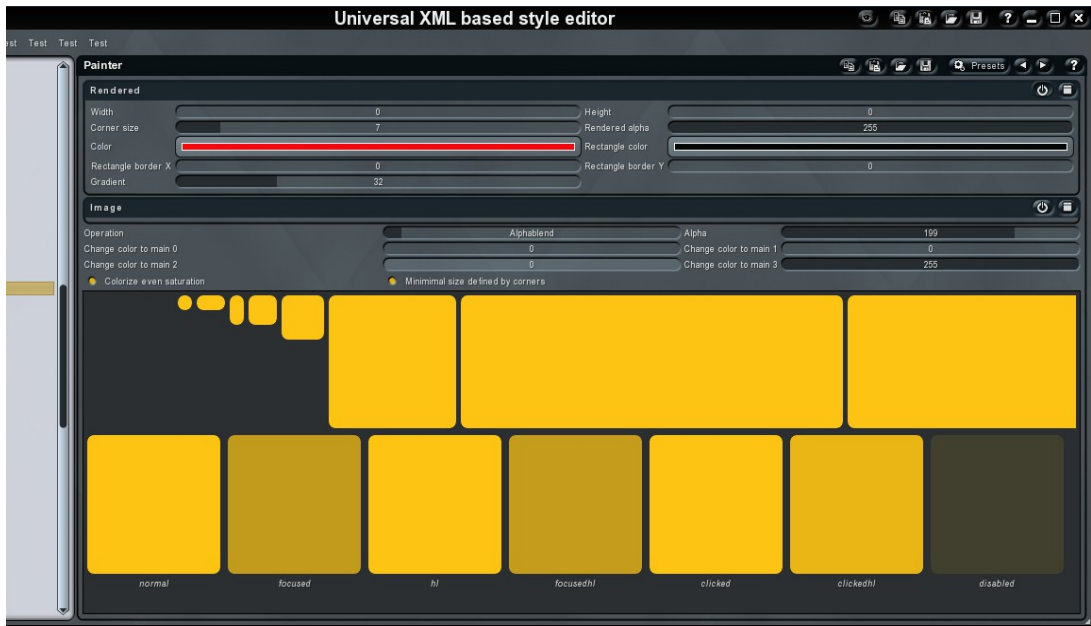 Universal XML based style editor
Test Test Test
Painter
Presets
?
Rendered
Width 0 Height 0
Corner size 7 Rendered alpha 255
Color Rectangle color
Rectangle border X 0 Rectangle border Y 0
Gradient 32
Image
Operation Alphablend Alpha 199
Change color to main 0 0 Change color to main 1 0
Change color to main 2 0 Change color to main 3 255
Colorize even saturation Minimimal size defined by corners
normal focused hl focusedhl clicked clickedhl disabled